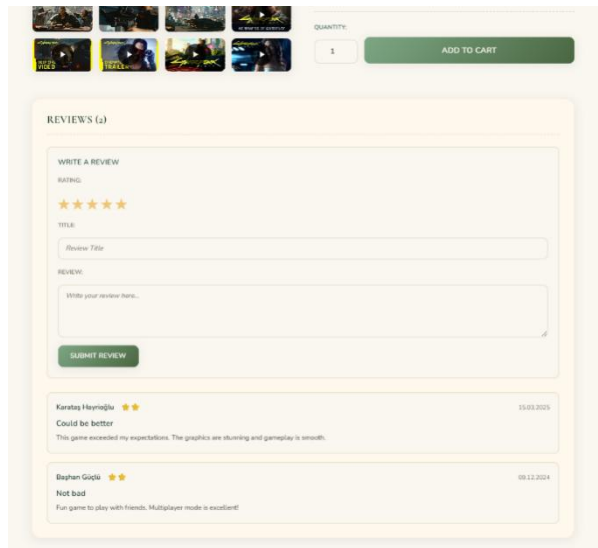 QUANTITY:
1
ADD TO CART
VIDEO
TRAILER
REVIEWS (2)
WRITE A REVIEW
RATING:
TITLE:
Review Title
REVIEW:
Write your review here...
SUBMIT REVIEW
Karataş Hayrioğlu
15.03.2025
Could be better
This game exceeded my expectations. The graphics are stunning and gameplay is smooth.
Başhan Güçlü
09.12.2024
Not bad
Fun game to play with friends. Multiplayer mode is excellent!